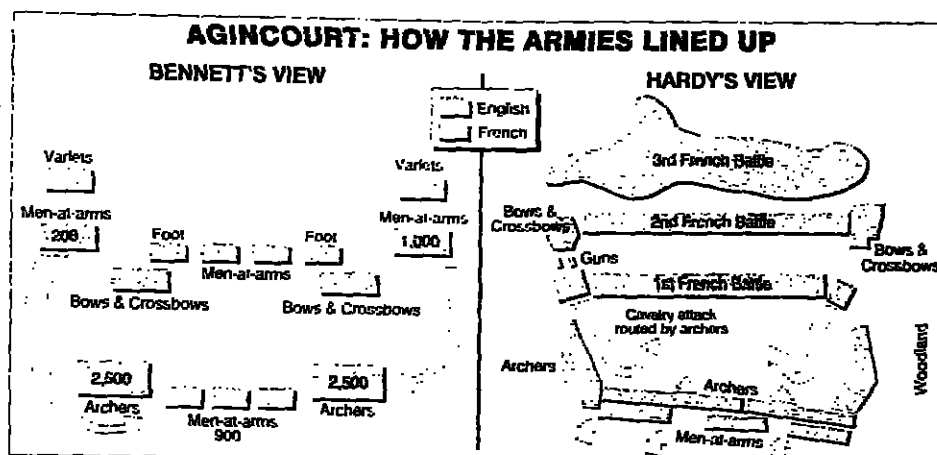 AGINCOURT: HOW THE ARMIES LINED UP
BENNETT'S VIEW
English
French
Varlets
Varlets
Men-at-arms
200
Men-at-arms
1,000
Foot
Foot
Men-at-arms
Bows & Crossbows
Bows & Crossbows
2,500
Archers
2,500
Archers
Men-at-arms
900
HARDY'S VIEW
3rd French Battle
Bows &
Crossbows
2nd French Battle
Bows &
Crossbows
Guns
1st French Battle
Cavalry attack
routed by archers
Archers
Archers
Woodland
Men-at-arms